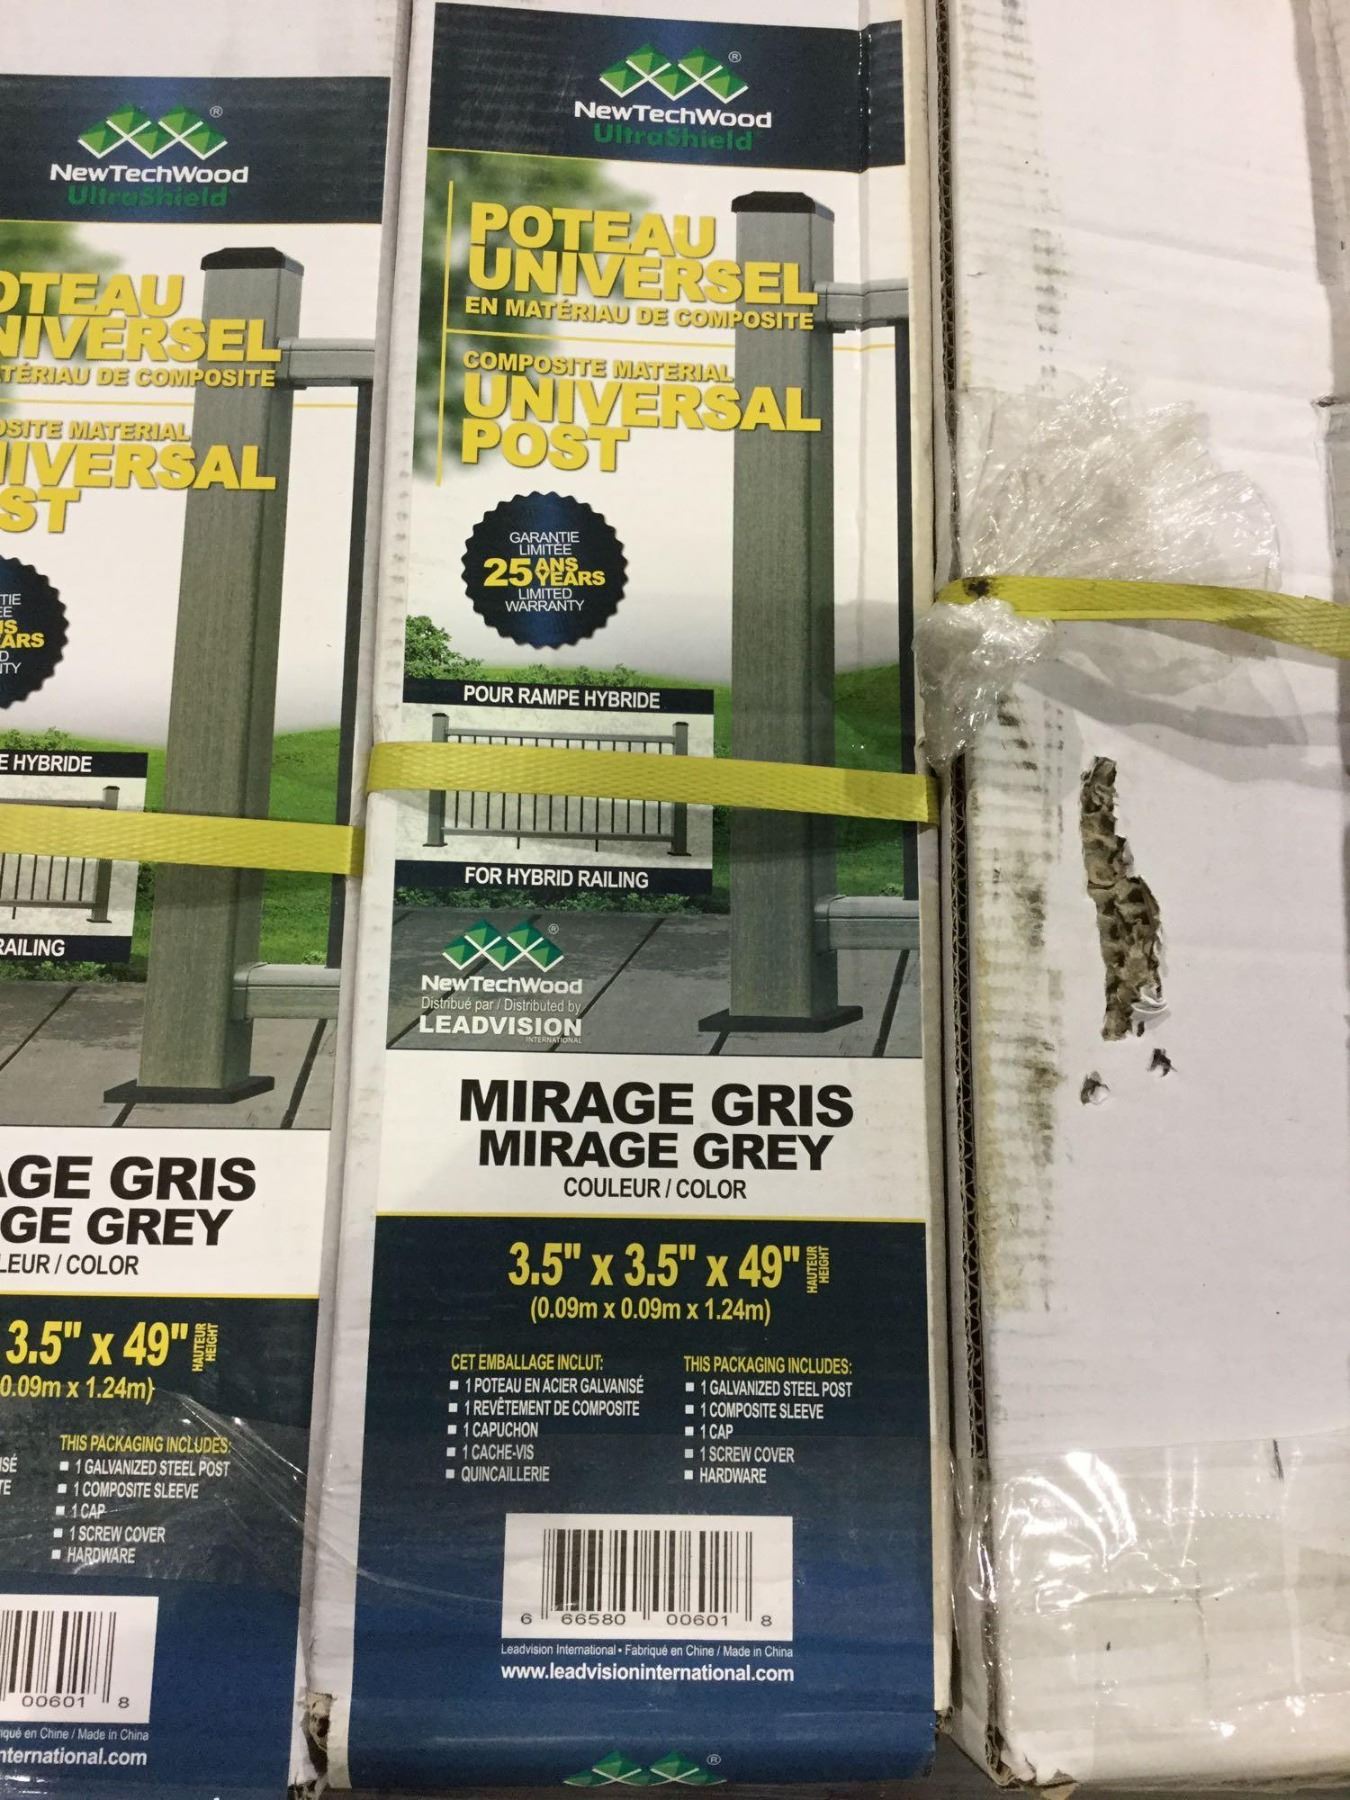 NewTechWood
UltraShield
OTEAU
NIVERSEL
TÉRIAU DE COMPOSITE
OSITE MATERIAL
IVERSAL
ST
TIE
EE
ARS
D
TY
E HYBRIDE
RAILING
AGE GRIS
GE GREY
LEUR / COLOR
3.5" x 49" HAUTEUR HEIGHT
0.09m x 1.24m)
THIS PACKAGING INCLUDES:
1 GALVANIZED STEEL POST
1 COMPOSITE SLEEVE
1 CAP
1 SCREW COVER
HARDWARE
00601 8
iqué en Chine / Made in China
nternational.com
NewTechWood
UltraShield
POTEAU
UNIVERSEL
EN MATÉRIAU DE COMPOSITE
COMPOSITE MATERIAL
UNIVERSAL
POST
GARANTIE
LIMITÉE
25 ANS YEARS
LIMITED
WARRANTY
POUR RAMPE HYBRIDE
FOR HYBRID RAILING
NewTechWood
Distribué par / Distributed by
LEADVISION
INTERNATIONAL
MIRAGE GRIS
MIRAGE GREY
COULEUR / COLOR
3.5" x 3.5" x 49" HAUTEUR HEIGHT
(0.09m x 0.09m x 1.24m)
CET EMBALLAGE INCLUT:
1 POTEAU EN ACIER GALVANISÉ
1 REVÊTEMENT DE COMPOSITE
1 CAPUCHON
1 CACHE-VIS
QUINCAILLERIE
THIS PACKAGING INCLUDES:
1 GALVANIZED STEEL POST
1 COMPOSITE SLEEVE
1 CAP
1 SCREW COVER
HARDWARE
6 66580 00601 8
Leadvision International • Fabriqué en Chine / Made in China
www.leadvisioninternational.com